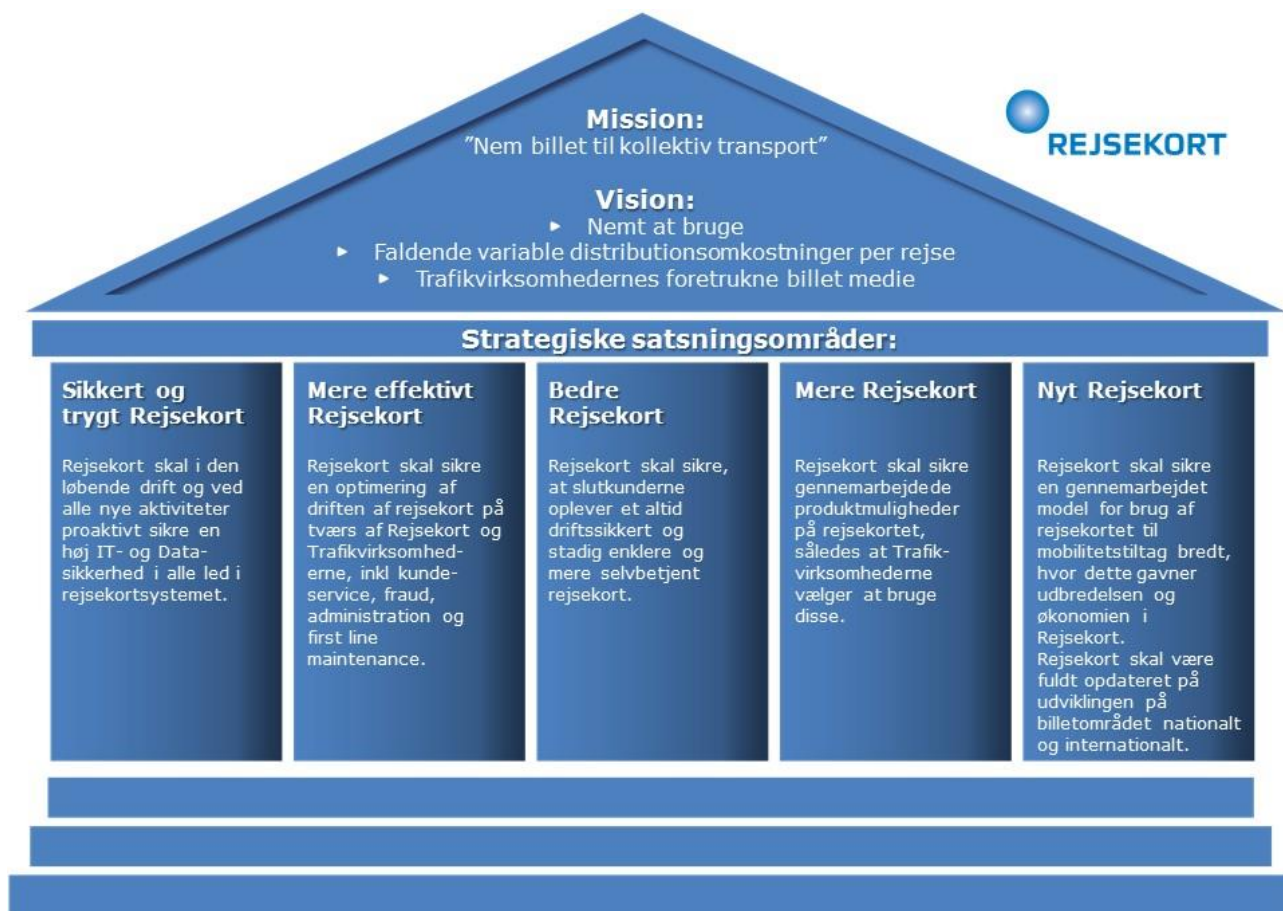 Mission:
"Nem billet til kollektiv transport"
REJSEKORT
Vision:
▸ Nemt at bruge
▸ Faldende variable distributionsomkostninger per rejse
▸ Trafikvirksomhedernes foretrukne billet medie
Strategiske satsningsområder:
Sikkert og
trygt Rejsekort
Rejsekort skal i den
løbende drift og ved
alle nye aktiviteter
proaktivt sikre en
høj IT- og Data-
sikkerhed i alle led i
rejsekortsystemet.
Mere effektivt
Rejsekort
Rejsekort skal sikre
en optimering af
driften af rejsekort på
tværs af Rejsekort og
Trafikvirksomhed-
erne, inkl kunde-
service, fraud,
administration og
first line
maintenance.
Bedre
Rejsekort
Rejsekort skal sikre,
at slutkunderne
oplever et altid
driftssikkert og
stadig enklere og
mere selvbetjent
rejsekort.
Mere Rejsekort
Rejsekort skal sikre
gennemarbejdede
produktmuligheder
på rejsekortet,
således at Trafik-
virksomhederne
vælger at bruge
disse.
Nyt Rejsekort
Rejsekort skal sikre
en gennemarbejdet
model for brug af
rejsekortet til
mobilitetstiltag bredt,
hvor dette gavner
udbredelsen og
økonomien i
Rejsekort.
Rejsekort skal være
fuldt opdateret på
udviklingen på
billetområdet nationalt
og internationalt.